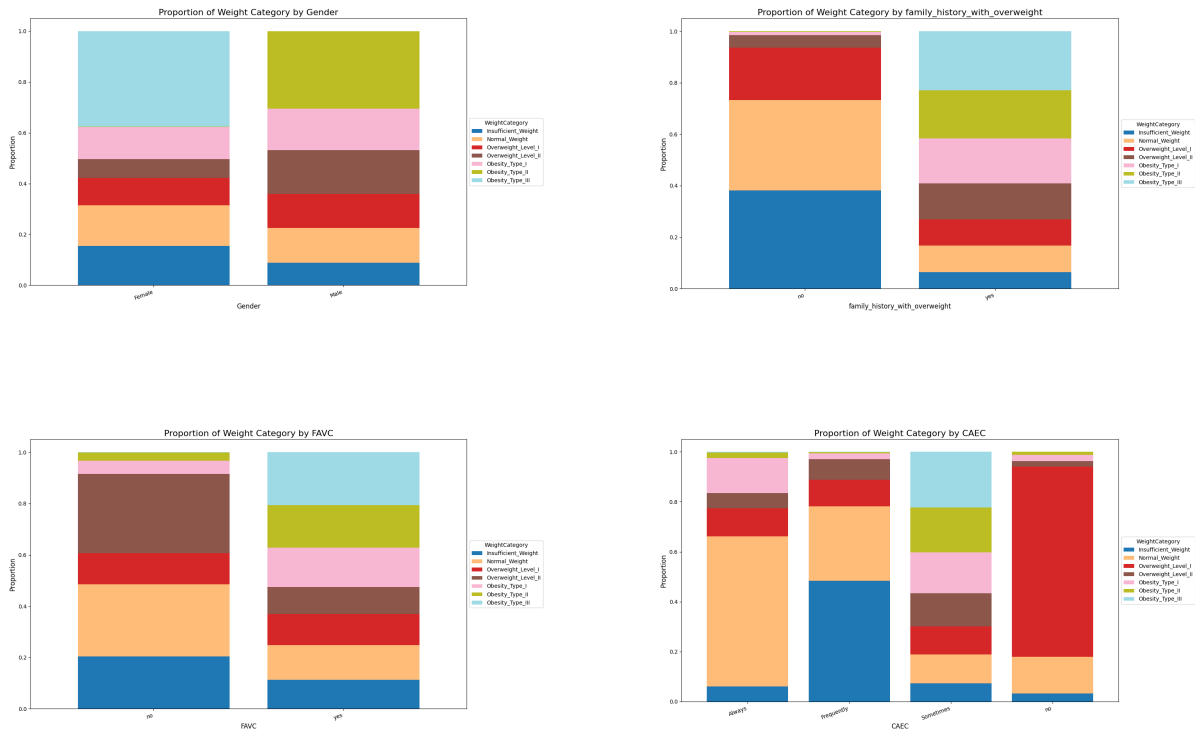 Proportion of Weight Category by Gender
1.0
0.8
0.6
0.4
0.2
0.0
Proportion
Female
Male
Gender
WeightCategory
Insufficient_Weight
Normal_Weight
Overweight_Level_I
Overweight_Level_II
Obesity_Type_I
Obesity_Type_II
Obesity_Type_III
Proportion of Weight Category by family_history_with_overweight
1.0
0.8
0.6
0.4
0.2
0.0
Proportion
no
yes
family_history_with_overweight
WeightCategory
Insufficient_Weight
Normal_Weight
Overweight_Level_I
Overweight_Level_II
Obesity_Type_I
Obesity_Type_II
Obesity_Type_III
Proportion of Weight Category by FAVC
1.0
0.8
0.6
0.4
0.2
0.0
Proportion
no
yes
FAVC
WeightCategory
Insufficient_Weight
Normal_Weight
Overweight_Level_I
Overweight_Level_II
Obesity_Type_I
Obesity_Type_II
Obesity_Type_III
Proportion of Weight Category by CAEC
1.0
0.8
0.6
0.4
0.2
0.0
Proportion
Always
Frequently
Sometimes
no
CAEC
WeightCategory
Insufficient_Weight
Normal_Weight
Overweight_Level_I
Overweight_Level_II
Obesity_Type_I
Obesity_Type_II
Obesity_Type_III